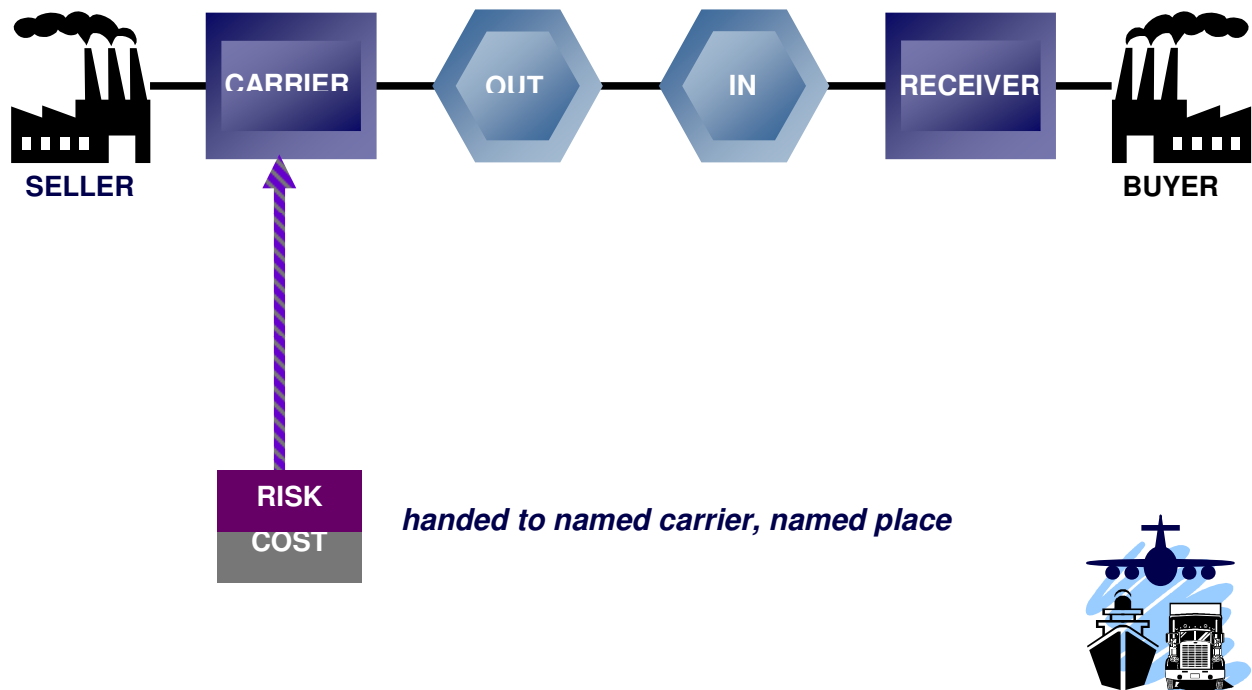 CARRIER
OUT
IN
RECEIVER
SELLER
BUYER
RISK
COST
handed to named carrier, named place